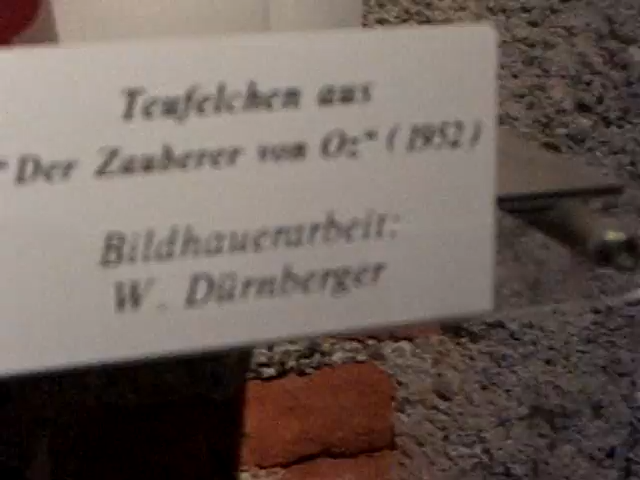 Teufelchen aus
"Der Zauberer von Oz" (1952)
Bildhauerarbeit:
W. Dürnberger